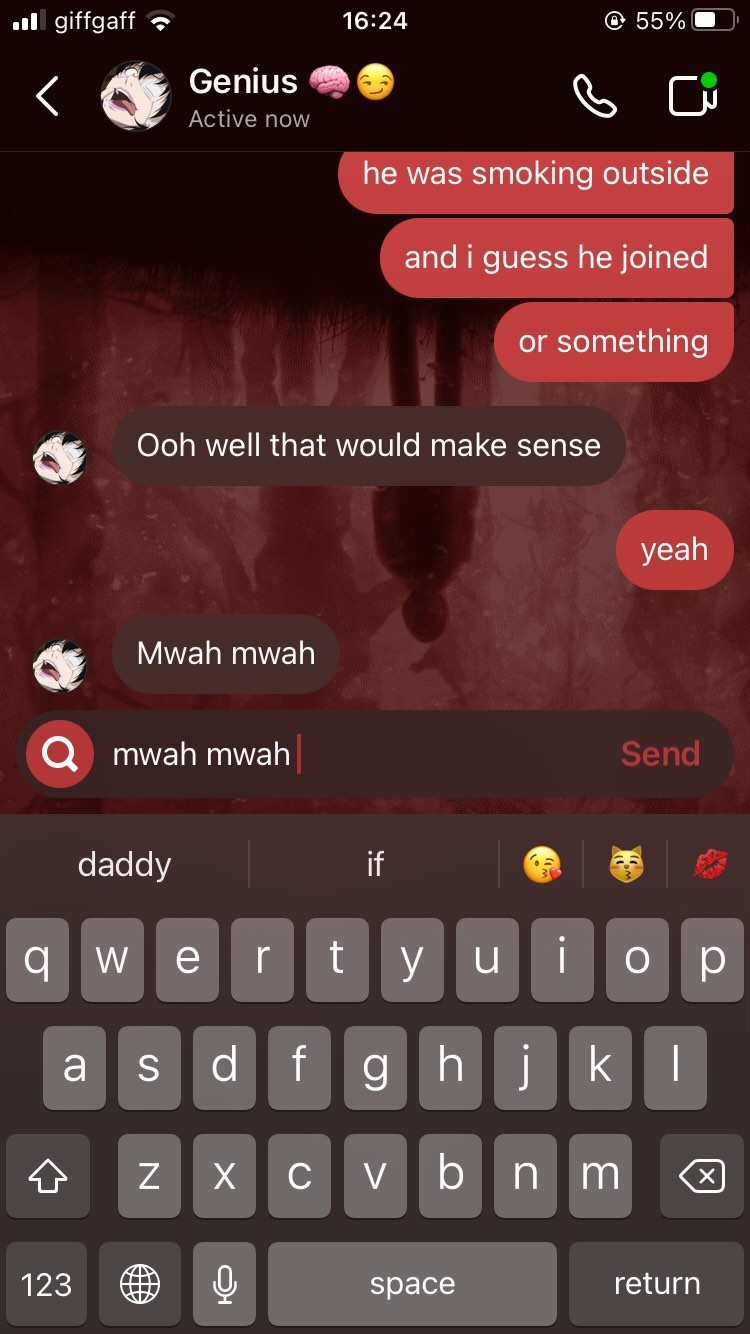 giffgaff 16:24 55%
Genius 🧠😏
Active now
he was smoking outside
and i guess he joined
or something
Ooh well that would make sense
yeah
Mwah mwah
mwah mwah Send
daddy if 😘 😽 💋
q w e r t y u i o p
a s d f g h j k l
z x c v b n m
123 space return